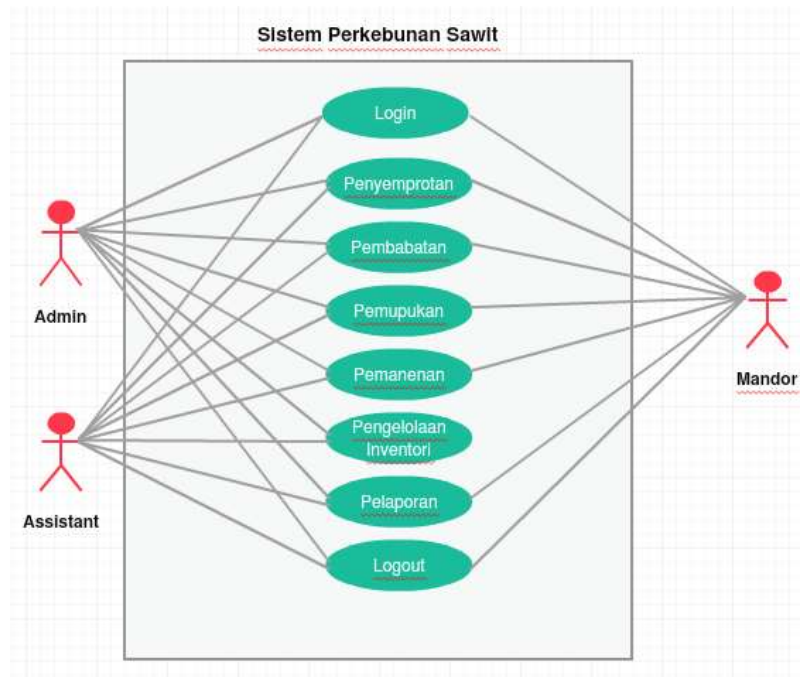 Sistem Perkebunan Sawit
Login
Penyemprotan
Pembabatan
Pemupukan
Pemanenan
Pengelolaan
Inventori
Pelaporan
Logout
Admin
Assistant
Mandor